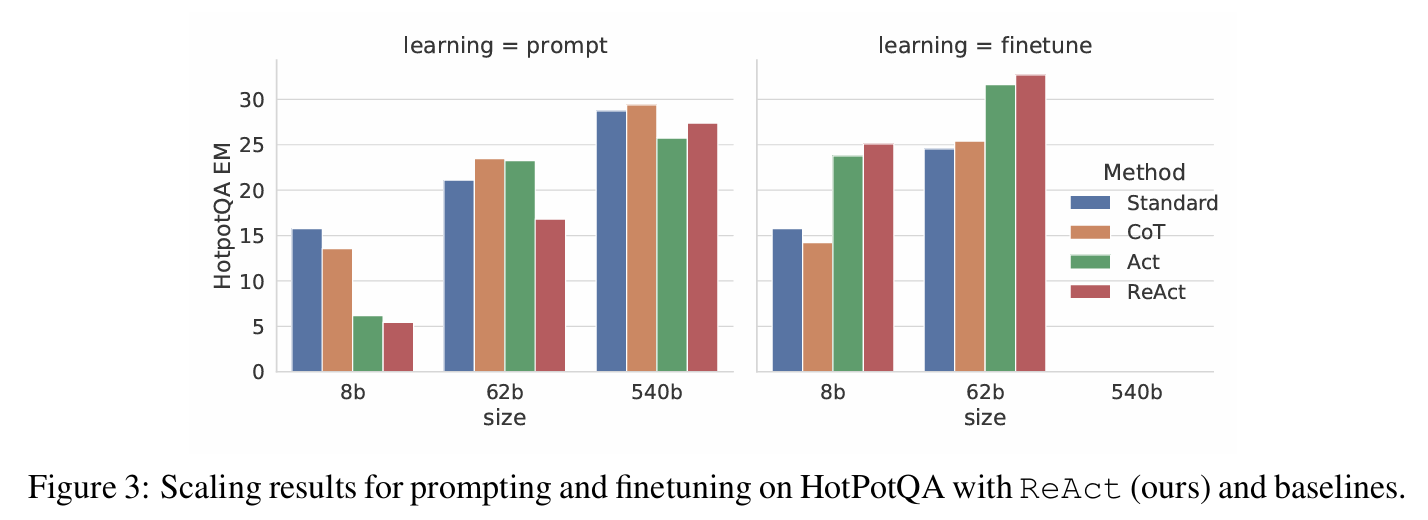 learning = prompt
learning = finetune
HotpotQA EM
30
25
20
15
10
5
0
8b
62b
540b
size
8b
62b
540b
size
Method
Standard
CoT
Act
ReAct
Figure 3: Scaling results for prompting and finetuning on HotPotQA with ReAct (ours) and baselines.